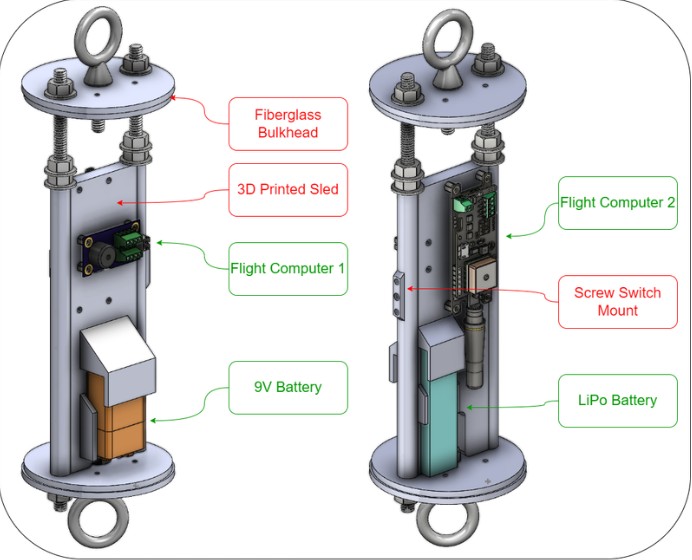 Fiberglass
Bulkhead
3D Printed Sled
Flight Computer 1
9V Battery
Flight Computer 2
Screw Switch
Mount
LiPo Battery